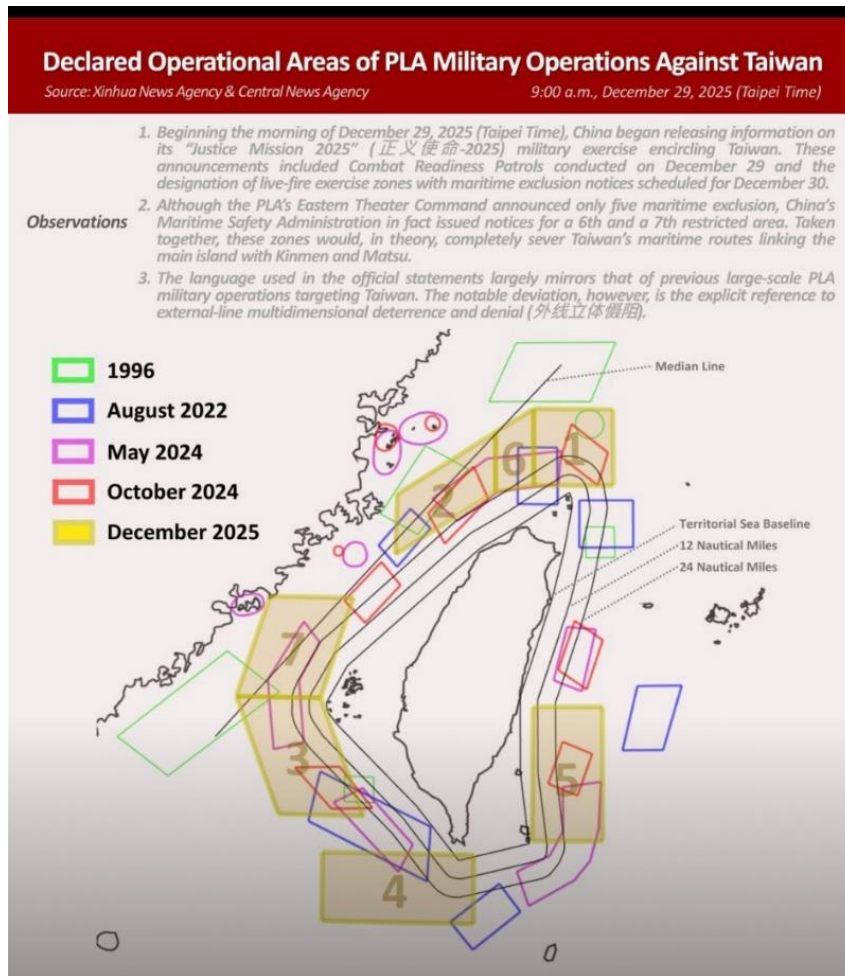 Declared Operational Areas of PLA Military Operations Against Taiwan
Source: Xinhua News Agency & Central News Agency
9:00 a.m., December 29, 2025 (Taipei Time)
Observations
1. Beginning the morning of December 29, 2025 (Taipei Time), China began releasing information on
its “Justice Mission 2025” (正义使命-2025) military exercise encircling Taiwan. These
announcements included Combat Readiness Patrols conducted on December 29 and the
designation of live-fire exercise zones with maritime exclusion notices scheduled for December 30.
2. Although the PLA’s Eastern Theater Command announced only five maritime exclusion, China’s
Maritime Safety Administration in fact issued notices for a 6th and a 7th restricted area. Taken
together, these zones would, in theory, completely sever Taiwan’s maritime routes linking the
main island with Kinmen and Matsu.
3. The language used in the official statements largely mirrors that of previous large-scale PLA
military operations targeting Taiwan. The notable deviation, however, is the explicit reference to
external-line multidimensional deterrence and denial (外线立体慑阻).
1996
August 2022
May 2024
October 2024
December 2025
Median Line
6
1
2
Territorial Sea Baseline
12 Nautical Miles
24 Nautical Miles
7
3
5
4